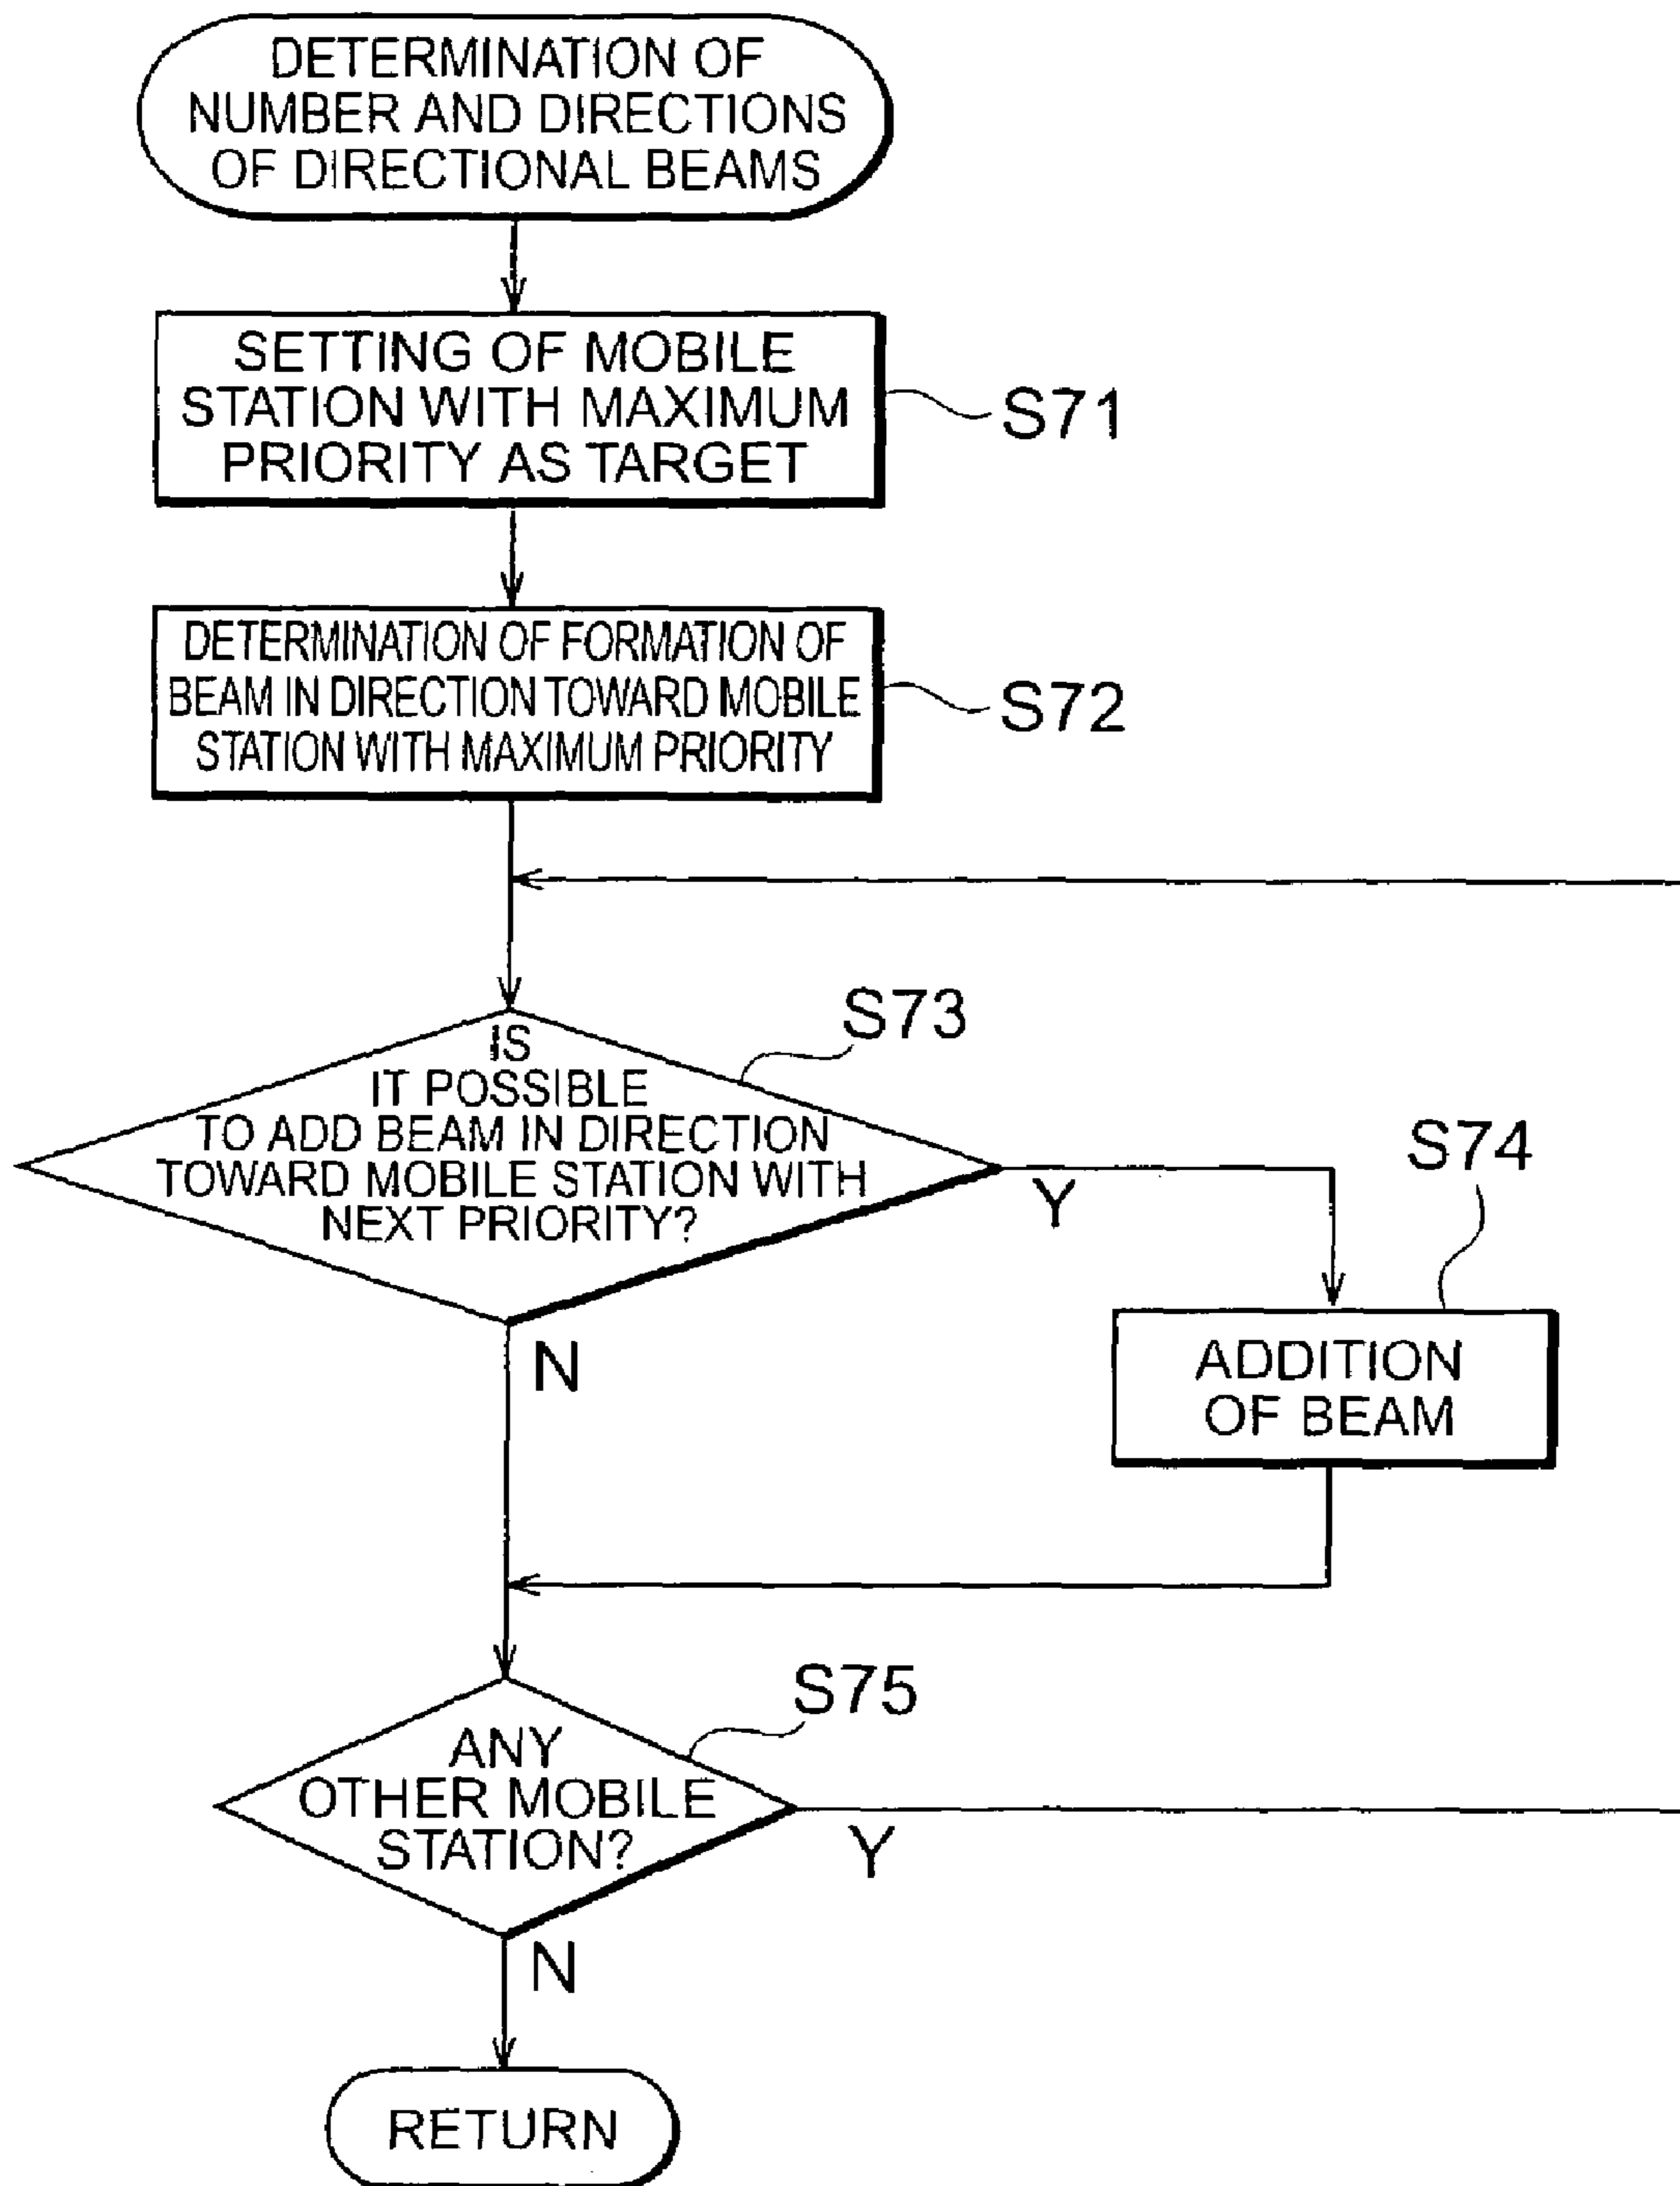 DETERMINATION OF
NUMBER AND DIRECTIONS
OF DIRECTIONAL BEAMS
SETTING OF MOBILE
STATION WITH MAXIMUM
PRIORITY AS TARGET
S71
DETERMINATION OF FORMATION OF
BEAM IN DIRECTION TOWARD MOBILE
STATION WITH MAXIMUM PRIORITY
S72
S73
IS
IT POSSIBLE
TO ADD BEAM IN DIRECTION
TOWARD MOBILE STATION WITH
NEXT PRIORITY?
Y
N
S74
ADDITION
OF BEAM
S75
ANY
OTHER MOBILE
STATION?
Y
N
RETURN